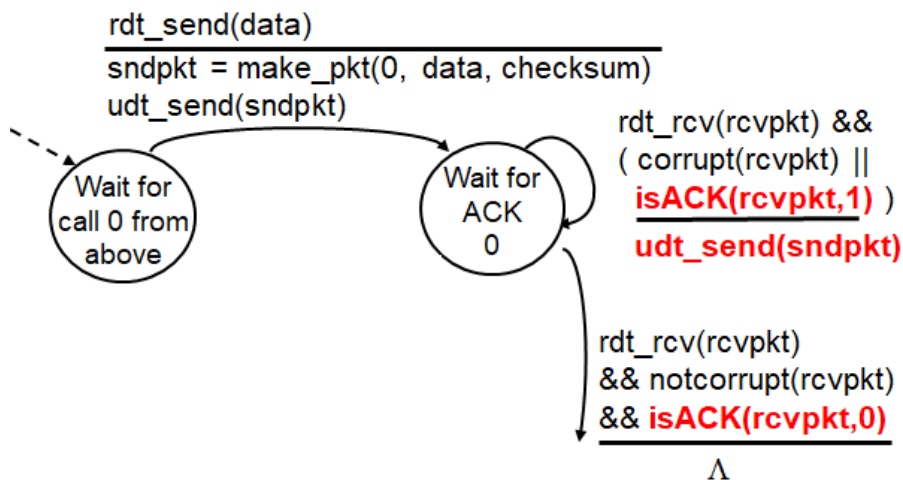 rdt_send(data)
sndpkt = make_pkt(0, data, checksum)
udt_send(sndpkt)
Wait for
call 0 from
above
Wait for
ACK
0
rdt_rcv(rcvpkt) &&
( corrupt(rcvpkt) ||
isACK(rcvpkt,1) )
udt_send(sndpkt)
rdt_rcv(rcvpkt)
&& notcorrupt(rcvpkt)
&& isACK(rcvpkt,0)
Λ